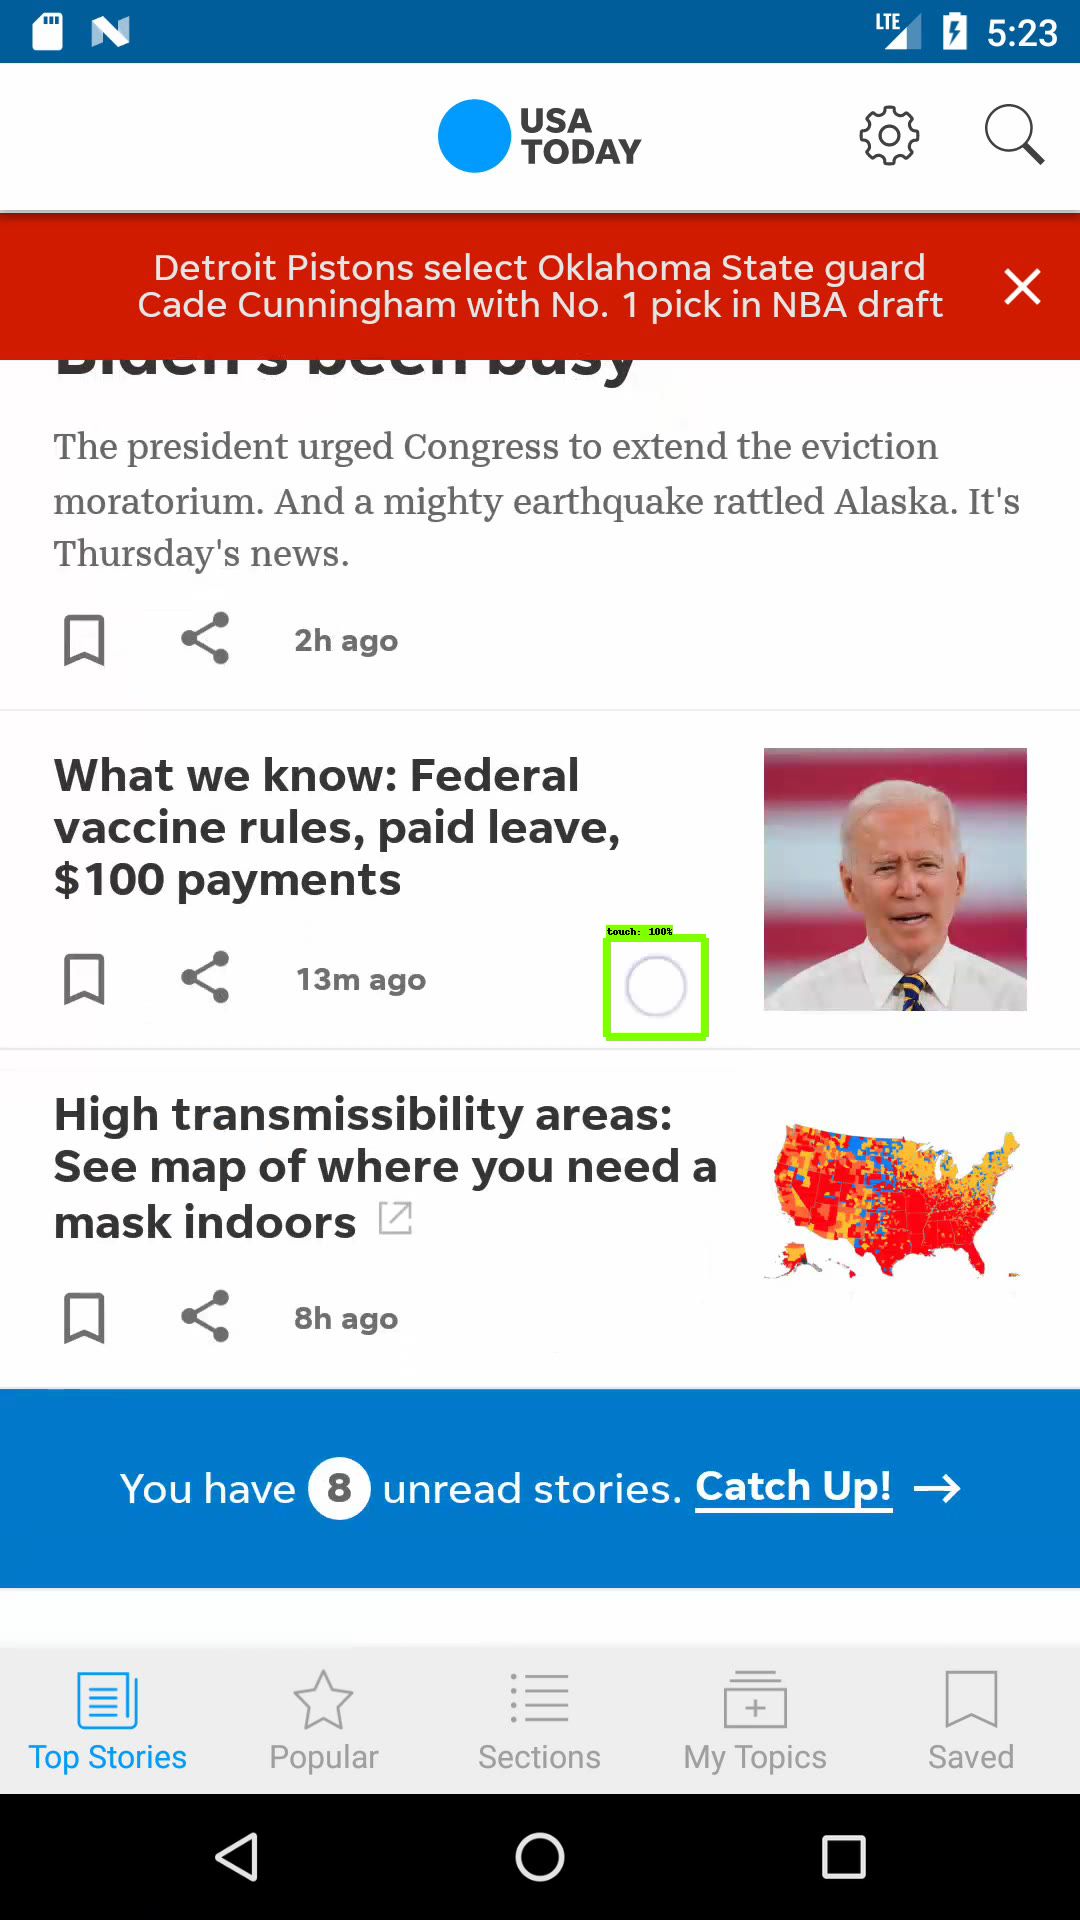 LTE 5:23
USA
TODAY
Detroit Pistons select Oklahoma State guard
Cade Cunningham with No. 1 pick in NBA draft
Biden's been busy
The president urged Congress to extend the eviction
moratorium. And a mighty earthquake rattled Alaska. It's
Thursday's news.
2h ago
What we know: Federal
vaccine rules, paid leave,
$100 payments
touch: 100%
13m ago
High transmissibility areas:
See map of where you need a
mask indoors
8h ago
You have 8 unread stories. Catch Up!
Top Stories
Popular
Sections
My Topics
Saved